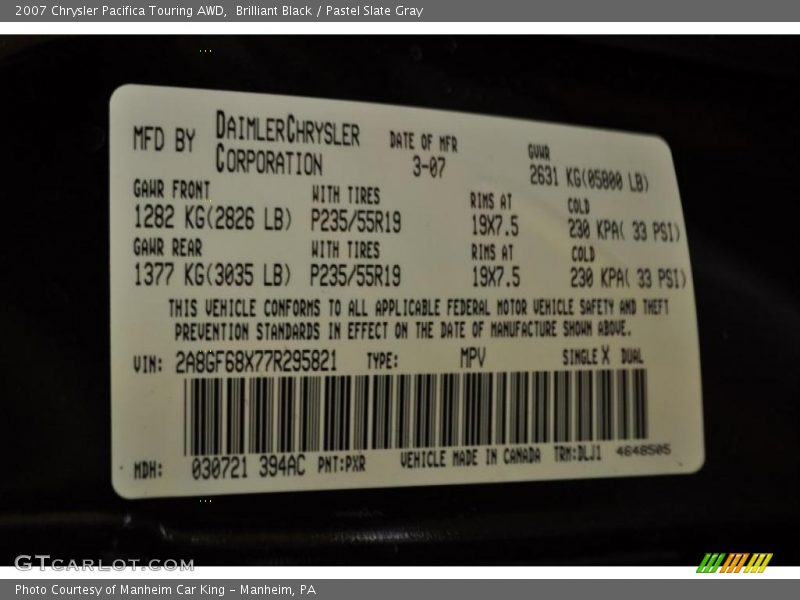 2007 Chrysler Pacifica Touring AWD,  Brilliant Black / Pastel Slate Gray
MFD BY DAIMLERCHRYSLER CORPORATION DATE OF MFR 3-07 GVWR 2631 KG(05800 LB)
GAWR FRONT WITH TIRES RIMS AT COLD
1282 KG(2826 LB) P235/55R19 19X7.5 230 KPA( 33 PSI)
GAWR REAR WITH TIRES RIMS AT COLD
1377 KG(3035 LB) P235/55R19 19X7.5 230 KPA( 33 PSI)
THIS VEHICLE CONFORMS TO ALL APPLICABLE FEDERAL MOTOR VEHICLE SAFETY AND THEFT
PREVENTION STANDARDS IN EFFECT ON THE DATE OF MANUFACTURE SHOWN ABOVE.
VIN: 2A8GF68X77R295821 TYPE: MPV SINGLE X DUAL
MDH: 030721 394AC PNT:PXR VEHICLE MADE IN CANADA TRM:DLJ1 4648505
GTCARLOT.COM
Photo Courtesy of Manheim Car King - Manheim, PA